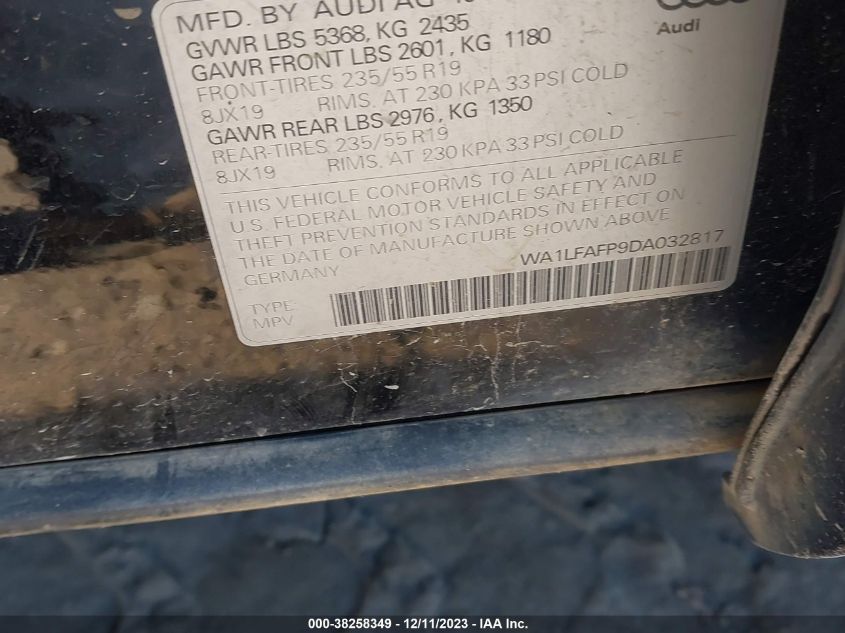 MFD. BY AUDI AG
Audi
GVWR LBS 5368, KG 2435
GAWR FRONT LBS 2601, KG 1180
FRONT-TIRES 235/55 R19
8JX19 RIMS. AT 230 KPA 33 PSI COLD
GAWR REAR LBS 2976, KG 1350
REAR-TIRES 235/55 R19
8JX19 RIMS. AT 230 KPA 33 PSI COLD
THIS VEHICLE CONFORMS TO ALL APPLICABLE
U.S. FEDERAL MOTOR VEHICLE SAFETY AND
THEFT PREVENTION STANDARDS IN EFFECT ON
THE DATE OF MANUFACTURE SHOWN ABOVE
GERMANY
WA1LFAFP9DA032817
TYPE:
MPV
000-38258349 - 12/11/2023 - IAA Inc.